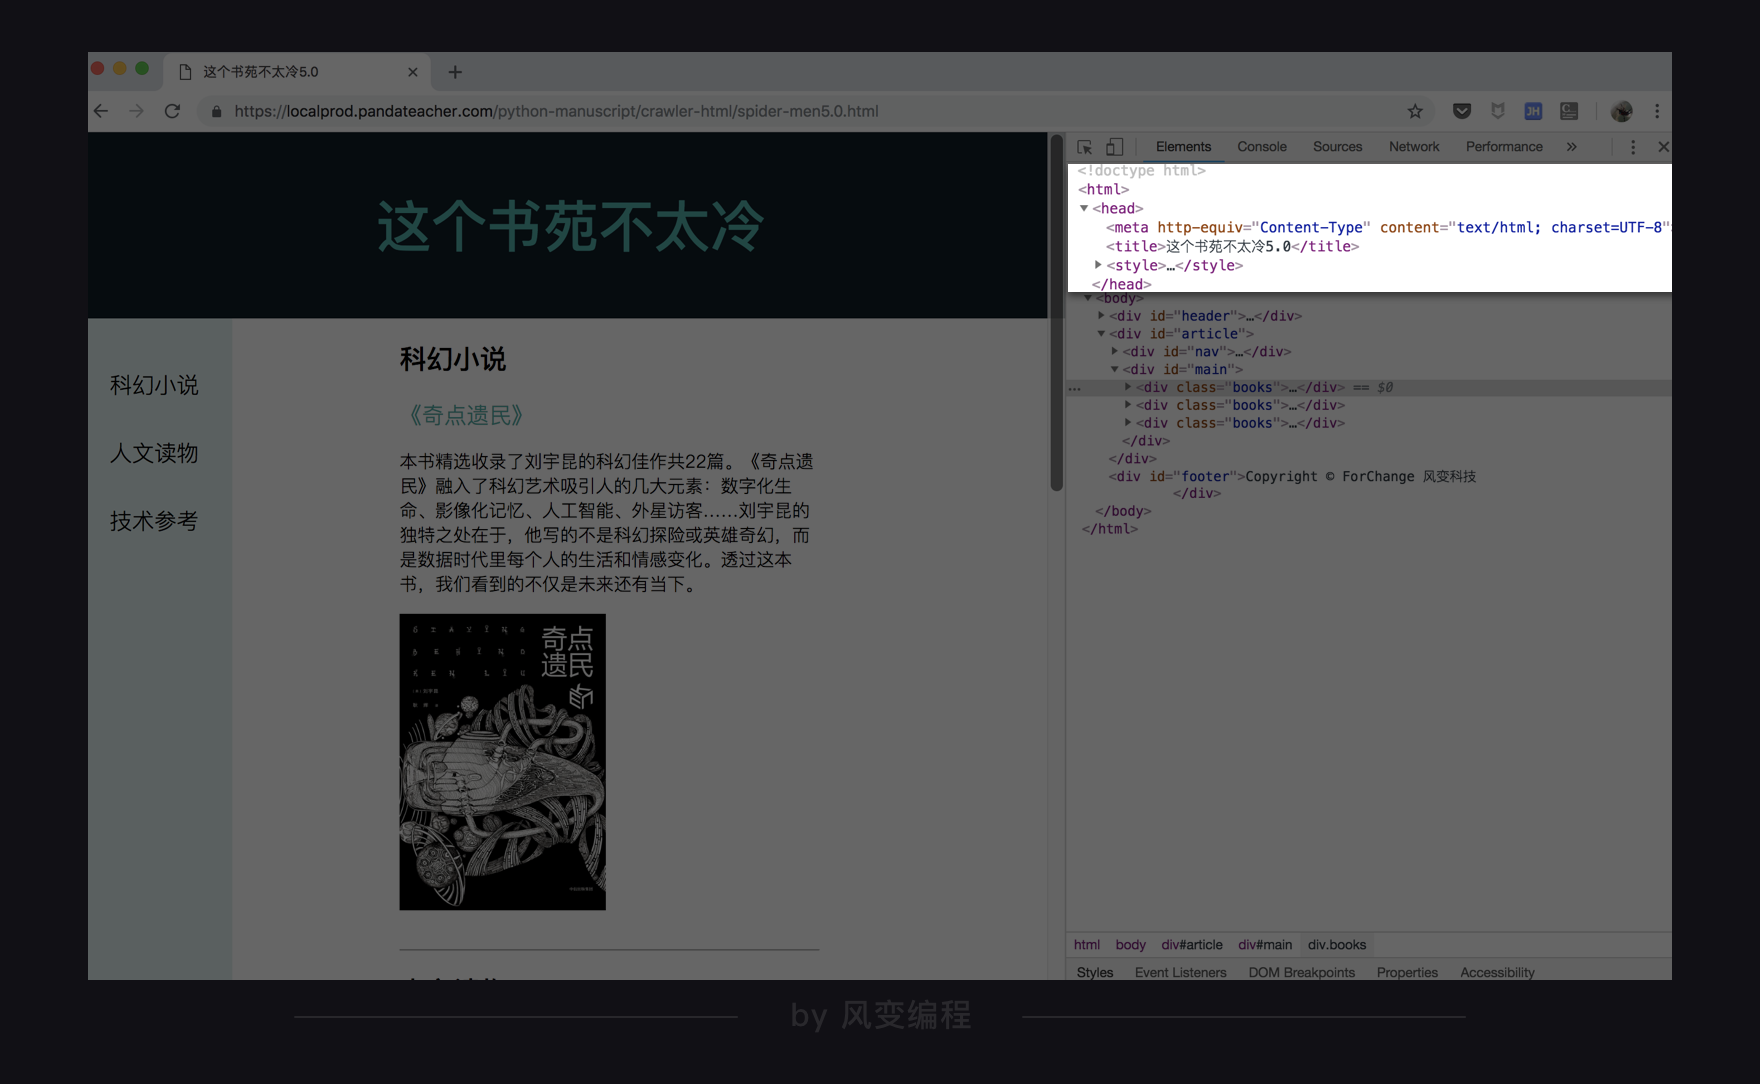 这个书苑不太冷5.0
https://localprod.pandateacher.com/python-manuscript/crawler-html/spider-men5.0.html
JH
这个书苑不太冷
科幻小说
人文读物
技术参考
科幻小说
《奇点遗民》
本书精选收录了刘宇昆的科幻佳作共22篇。《奇点遗
民》融入了科幻艺术吸引人的几大元素：数字化生
命、影像化记忆、人工智能、外星访客……刘宇昆的
独特之处在于，他写的不是科幻探险或英雄奇幻，而
是数据时代里每个人的生活和情感变化。透过这本
书，我们看到的不仅是未来还有当下。
奇点
遗民
Elements Console Sources Network Performance »
<!doctype html>
<html>
<head>
<meta http-equiv="Content-Type" content="text/html; charset=UTF-8"
<title>这个书苑不太冷5.0</title>
<style>…</style>
</head>
<body>
<div id="header">…</div>
<div id="article">
<div id="nav">…</div>
<div id="main">
<div class="books">…</div> == $0
<div class="books">…</div>
<div class="books">…</div>
</div>
</div>
<div id="footer">Copyright © ForChange 风变科技
</div>
</body>
</html>
html body div#article div#main div.books
Styles Event Listeners DOM Breakpoints Properties Accessibility
by 风变编程